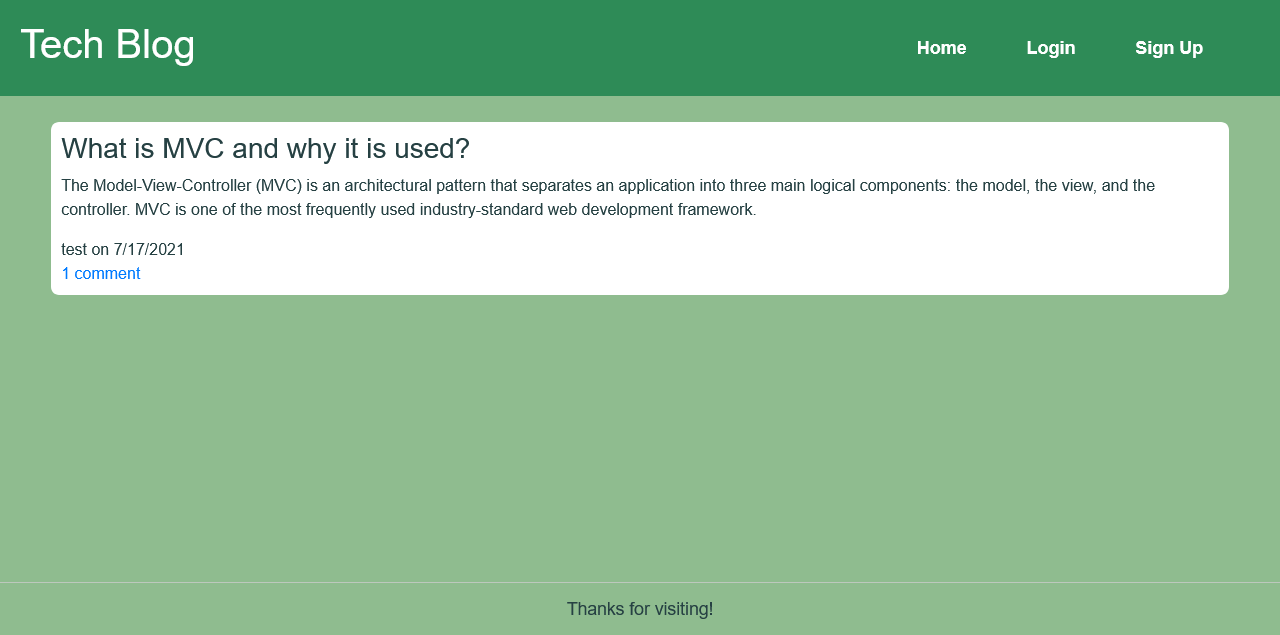 Tech Blog
Home Login Sign Up
What is MVC and why it is used?
The Model-View-Controller (MVC) is an architectural pattern that separates an application into three main logical components: the model, the view, and the
controller. MVC is one of the most frequently used industry-standard web development framework.
test on 7/17/2021
1 comment
Thanks for visiting!